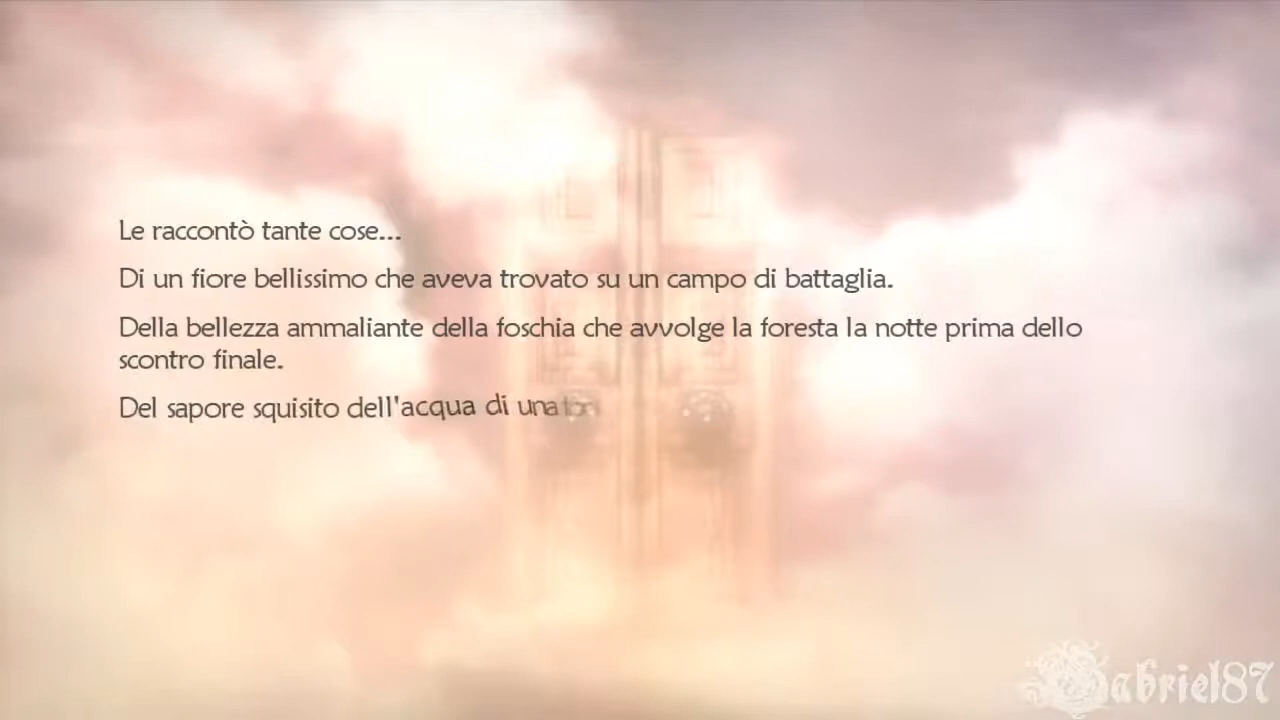 Le raccontò tante cose...
Di un fiore bellissimo che aveva trovato su un campo di battaglia.
Della bellezza ammaliante della foschia che avvolge la foresta la notte prima dello
scontro finale.
Del sapore squisito dell'acqua di una
Gabriel87